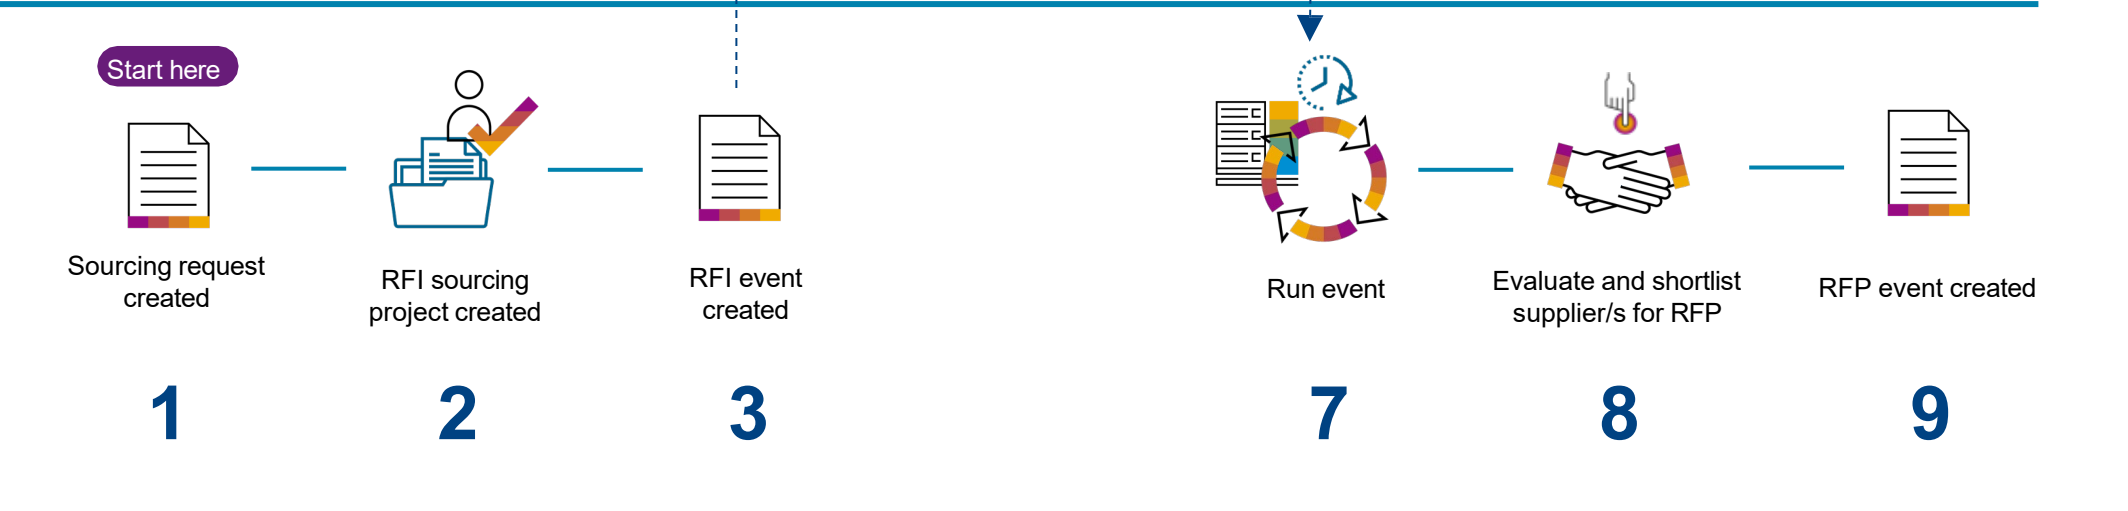 Start here
Sourcing request
created
RFI sourcing
project created
RFI event
created
Run event
Evaluate and shortlist
supplier/s for RFP
RFP event created
1
2
3
7
8
9